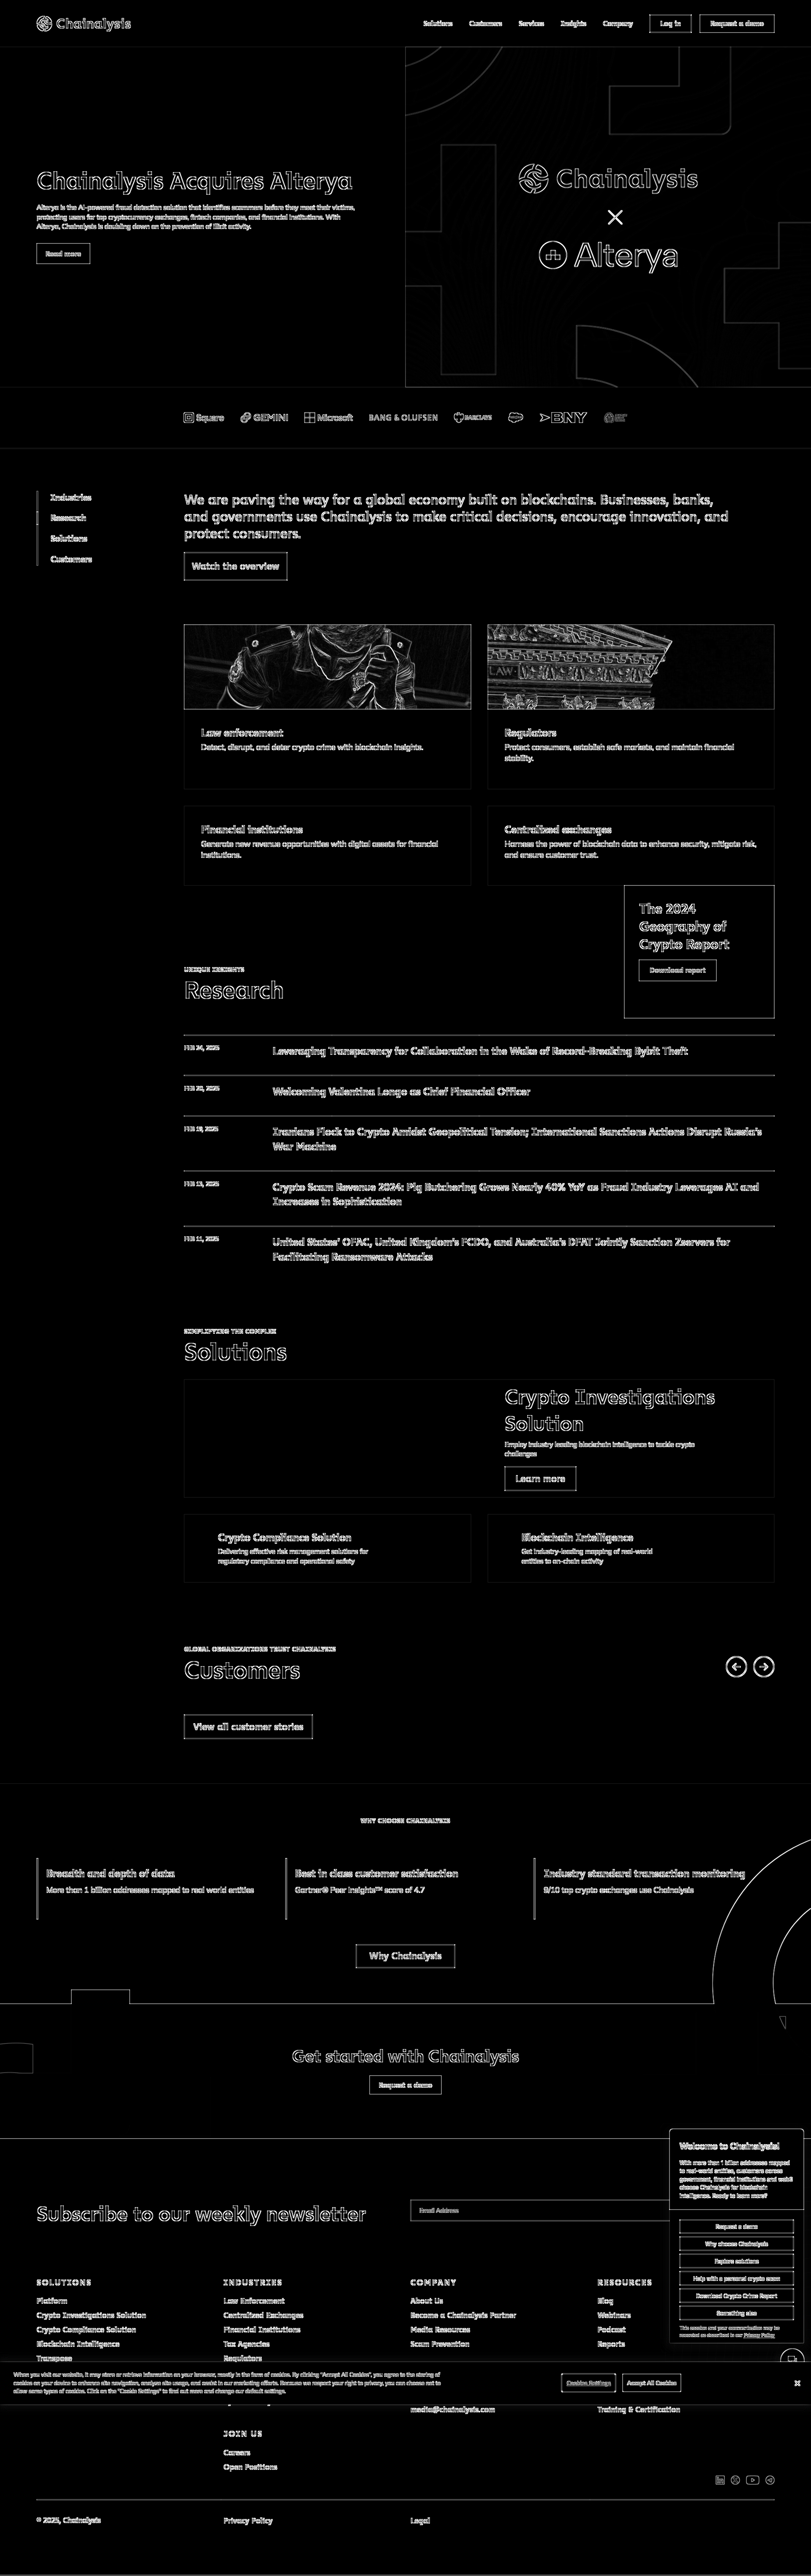 Chainalysis
Solutions Customers Services Insights Company Log in Request a demo
Chainalysis Acquires Alterya
Alterya is the AI-powered fraud detection solution that identifies scammers before they meet their victims,
protecting users for top cryptocurrency exchanges, fintech companies, and financial institutions. With
Alterya, Chainalysis is doubling down on the prevention of illicit activity.
Read more
Chainalysis
Alterya
Square GEMINI Microsoft BANG & OLUFSEN BARCLAYS BNY
Industries
Research
Solutions
Customers
We are paving the way for a global economy built on blockchains. Businesses, banks,
and governments use Chainalysis to make critical decisions, encourage innovation, and
protect consumers.
Watch the overview
LAW
Law enforcement
Detect, disrupt, and deter crypto crime with blockchain insights.
Regulators
Protect consumers, establish safe markets, and maintain financial
stability.
Financial institutions
Generate new revenue opportunities with digital assets for financial
institutions.
Centralized exchanges
Harness the power of blockchain data to enhance security, mitigate risk,
and ensure customer trust.
The 2024
Geography of
Crypto Report
Download report
UNIQUE INSIGHTS
Research
FEB 24, 2025
Leveraging Transparency for Collaboration in the Wake of Record-Breaking Bybit Theft
FEB 20, 2025
Welcoming Valentina Longo as Chief Financial Officer
FEB 19, 2025
Iranians Flock to Crypto Amidst Geopolitical Tension; International Sanctions Actions Disrupt Russia's
War Machine
FEB 13, 2025
Crypto Scam Revenue 2024: Pig Butchering Grows Nearly 40% YoY as Fraud Industry Leverages AI and
Increases in Sophistication
FEB 11, 2025
United States' OFAC, United Kingdom's FCDO, and Australia's DFAT Jointly Sanction Zservers for
Facilitating Ransomware Attacks
SIMPLIFYING THE COMPLEX
Solutions
Crypto Investigations
Solution
Employ industry leading blockchain intelligence to tackle crypto
challenges
Learn more
Crypto Compliance Solution
Delivering effective risk management solutions for
regulatory compliance and operational safety
Blockchain Intelligence
Get industry-leading mapping of real-world
entities to on-chain activity
GLOBAL ORGANIZATIONS TRUST CHAINALYSIS
Customers
View all customer stories
WHY CHOOSE CHAINALYSIS
Breadth and depth of data
More than 1 billion addresses mapped to real world entities
Best in class customer satisfaction
Gartner® Peer Insights™ score of 4.7
Industry standard transaction monitoring
9/10 top crypto exchanges use Chainalysis
Why Chainalysis
Get started with Chainalysis
Request a demo
Welcome to Chainalysis!
With more than 1 billion addresses mapped
to real-world entities, customers across
government, financial institutions and web3
choose Chainalysis for blockchain
intelligence. Ready to learn more?
Request a demo
Why choose Chainalysis
Explore solutions
Help with a personal crypto scam
Download Crypto Crime Report
Something else
This session and your communication may be
recorded as described in our Privacy Policy
Subscribe to our weekly newsletter
Email Address
SOLUTIONS
Platform
Crypto Investigations Solution
Crypto Compliance Solution
Blockchain Intelligence
Transpose
INDUSTRIES
Law Enforcement
Centralized Exchanges
Financial Institutions
Tax Agencies
Regulators
COMPANY
About Us
Become a Chainalysis Partner
Media Resources
Scam Prevention
RESOURCES
Blog
Webinars
Podcast
Reports
When you visit our website, it may store or retrieve information on your browser, mostly in the form of cookies. By clicking "Accept All Cookies", you agree to the storing of
cookies on your device to enhance site navigation, analyze site usage, and assist in our marketing efforts. Because we respect your right to privacy, you can choose not to
allow some types of cookies. Click on the "Cookie Settings" to find out more and change our default settings.
Cookies Settings
Accept All Cookies
media@chainalysis.com
Training & Certification
JOIN US
Careers
Open Positions
© 2025, Chainalysis
Privacy Policy
Legal